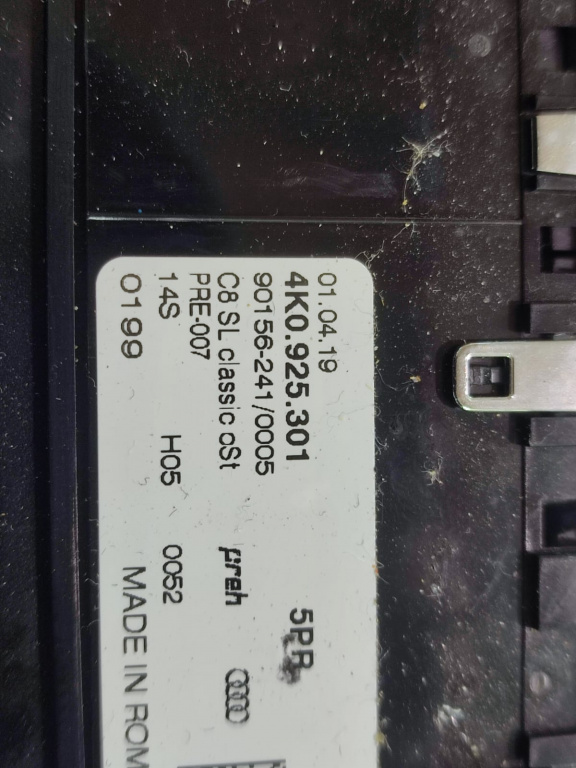 01.04.19
4K0.925.301 5PR
90156-241/0005
C8 SL classic oSt preh
PRE-007
14S H05 0052
0199 MADE IN ROM